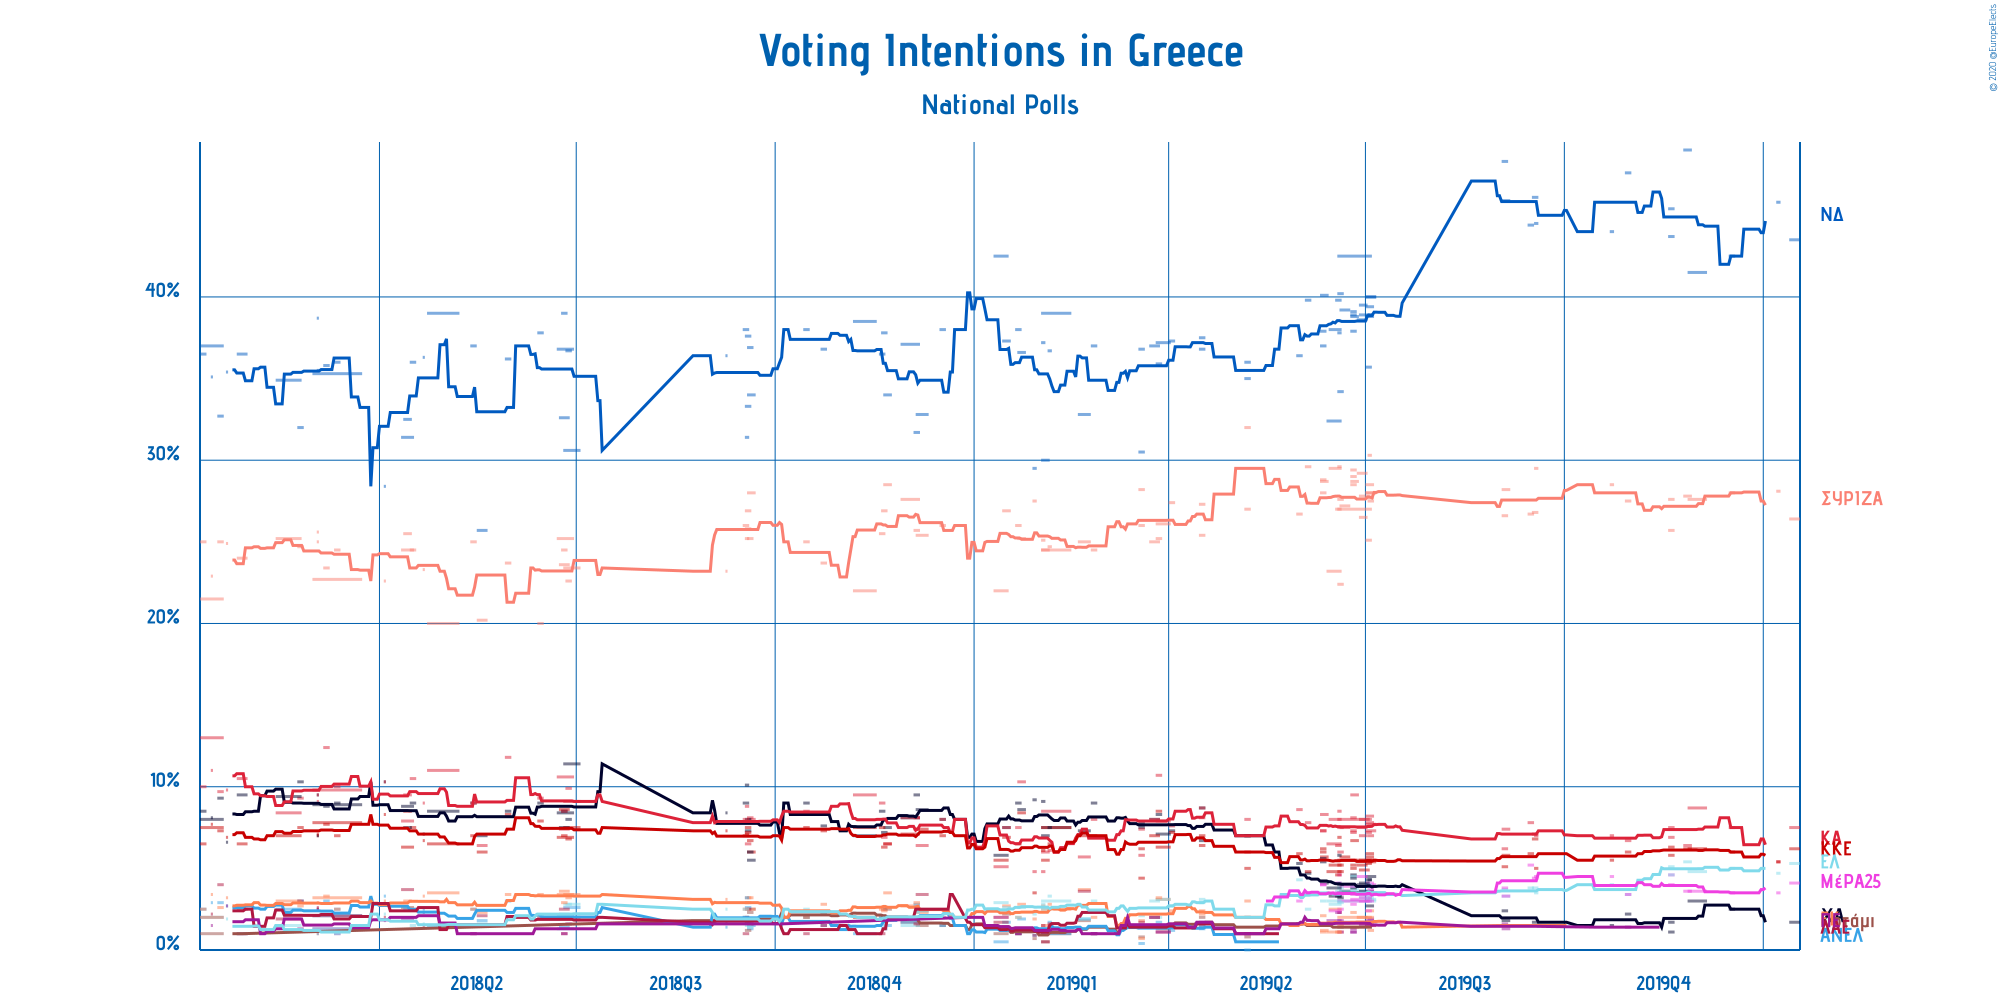 © 2020 @EuropeElects
Voting Intentions in Greece
National Polls
40%
30%
20%
10%
0%
ΝΔ
ΣΥΡΙΖΑ
ΚΑ
ΚΚΕ
ΕΛ
ΜέΡΑ25
ΧΑ
ΑΝΕΛ
2018Q2
2018Q3
2018Q4
2019Q1
2019Q2
2019Q3
2019Q4